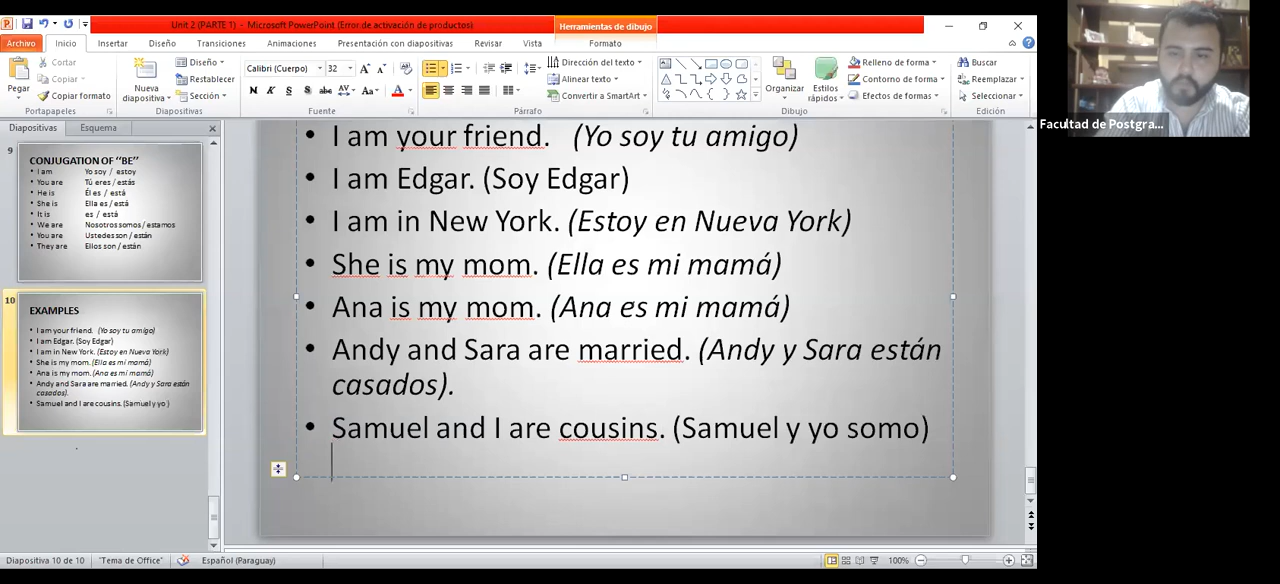 Unit 2 (PARTE 1) - Microsoft PowerPoint (Error de activación de productos)
Herramientas de dibujo
Archivo Inicio Insertar Diseño Transiciones Animaciones Presentación con diapositivas Revisar Vista Formato
Pegar
Cortar
Copiar
Copiar formato
Portapapeles
Nueva diapositiva
Diseño
Restablecer
Sección
Diapositivas
Calibri (Cuerpo) 32
N K S S abc AV Aa A
Fuente
Dirección del texto
Alinear texto
Convertir a SmartArt
Párrafo
Organizar
Estilos rápidos
Relleno de forma
Contorno de forma
Efectos de formas
Dibujo
Buscar
Reemplazar
Seleccionar
Edición
Diapositivas Esquema
9
CONJUGATION OF “BE”
• I am Yo soy / estoy
• You are Tú eres / estás
• He is Él es / está
• She is Ella es / está
• It is es / está
• We are Nosotros somos / estamos
• You are Ustedes son / están
• They are Ellos son / están
10
EXAMPLES
• I am your friend. (Yo soy tu amigo)
• I am Edgar. (Soy Edgar)
• I am in New York. (Estoy en Nueva York)
• She is my mom. (Ella es mi mamá)
• Ana is my mom. (Ana es mi mamá)
• Andy and Sara are married. (Andy y Sara están
casados).
• Samuel and I are cousins. (Samuel y yo )
• I am your friend. (Yo soy tu amigo)
• I am Edgar. (Soy Edgar)
• I am in New York. (Estoy en Nueva York)
• She is my mom. (Ella es mi mamá)
• Ana is my mom. (Ana es mi mamá)
• Andy and Sara are married. (Andy y Sara están
casados).
• Samuel and I are cousins. (Samuel y yo somo)
Facultad de Postgra...
Diapositiva 10 de 10 "Tema de Office" Español (Paraguay) 100%